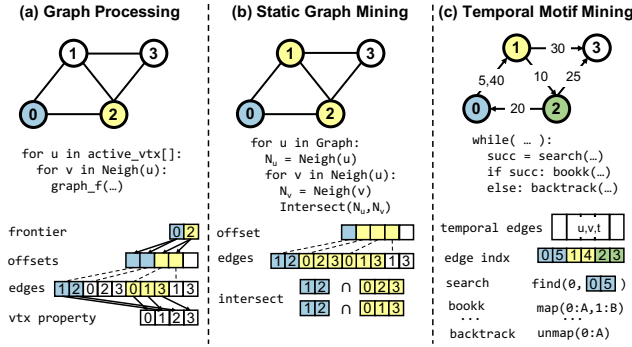 (a) Graph Processing
1 3
0 2
for u in active_vtx[]:
for v in Neigh(u):
graph_f(…)
frontier 0 2
offsets
edges 1 2 0 2 3 0 1 3 1 3
vtx property 0 1 2 3
(b) Static Graph Mining
1 3
0 2
for u in Graph:
Nu = Neigh(u)
for v in Neigh(u):
Nv = Neigh(v)
Intersect(Nu,Nv)
offset
edges 1 2 0 2 3 0 1 3 1 3
intersect 1 2 ∩ 0 2 3
1 2 ∩ 0 1 3
(c) Temporal Motif Mining
1 30 3
5,40 10 25
0 20 2
while( … ):
succ = search(…)
if succ: bookk(…)
else: backtrack(…)
temporal edges u,v,t
edge indx 0 5 1 4 2 3
search find(0, 0 5 )
bookk map(0:A,1:B)
... ...
backtrack unmap(0:A)